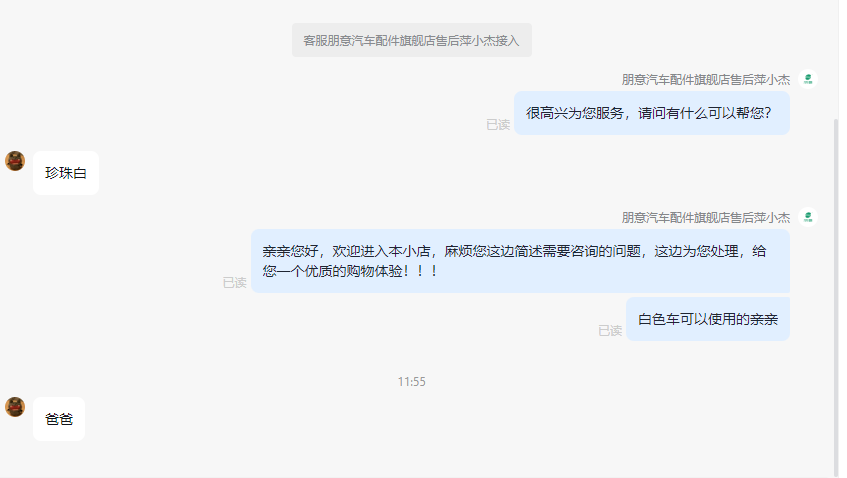 客服朋意汽车配件旗舰店售后萍小杰接入
朋意汽车配件旗舰店售后萍小杰
很高兴为您服务，请问有什么可以帮您？
已读
珍珠白
朋意汽车配件旗舰店售后萍小杰
亲亲您好，欢迎进入本小店，麻烦您这边简述需要咨询的问题，这边为您处理，给
您一个优质的购物体验！！！
已读
白色车可以使用的亲亲
已读
11:55
爸爸